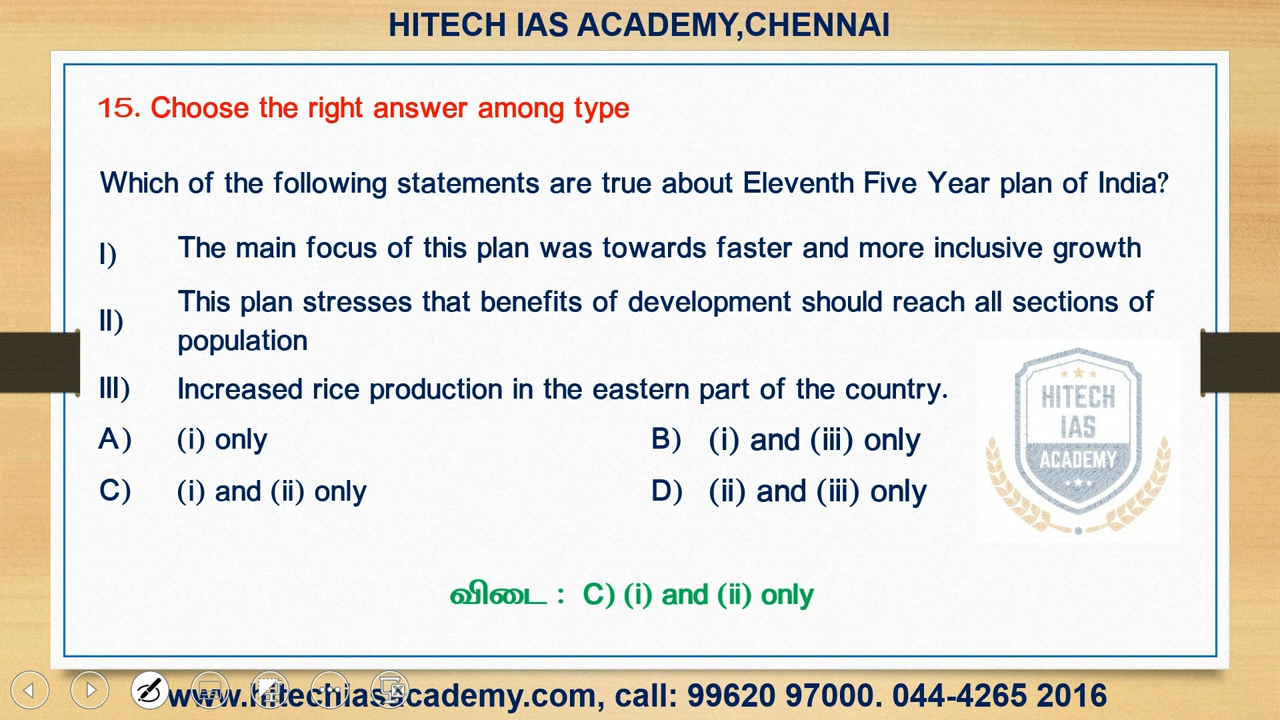 HITECH IAS ACADEMY,CHENNAI
15. Choose the right answer among type
Which of the following statements are true about Eleventh Five Year plan of India?
I) The main focus of this plan was towards faster and more inclusive growth
II) This plan stresses that benefits of development should reach all sections of
population
III) Increased rice production in the eastern part of the country.
A) (i) only B) (i) and (iii) only
C) (i) and (ii) only D) (ii) and (iii) only
HITECH
IAS
ACADEMY
விடை : C) (i) and (ii) only
www.hitechiasacademy.com, call: 99620 97000. 044-4265 2016